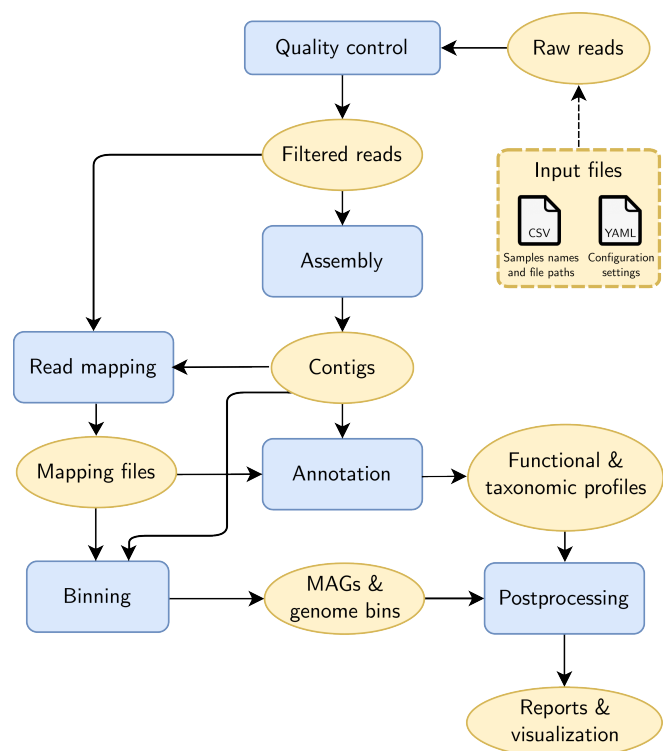 Quality control
Raw reads
Filtered reads
Input files
CSV
YAML
Samples names
and file paths
Configuration
settings
Assembly
Read mapping
Contigs
Mapping files
Annotation
Functional &
taxonomic profiles
Binning
MAGs &
genome bins
Postprocessing
Reports &
visualization